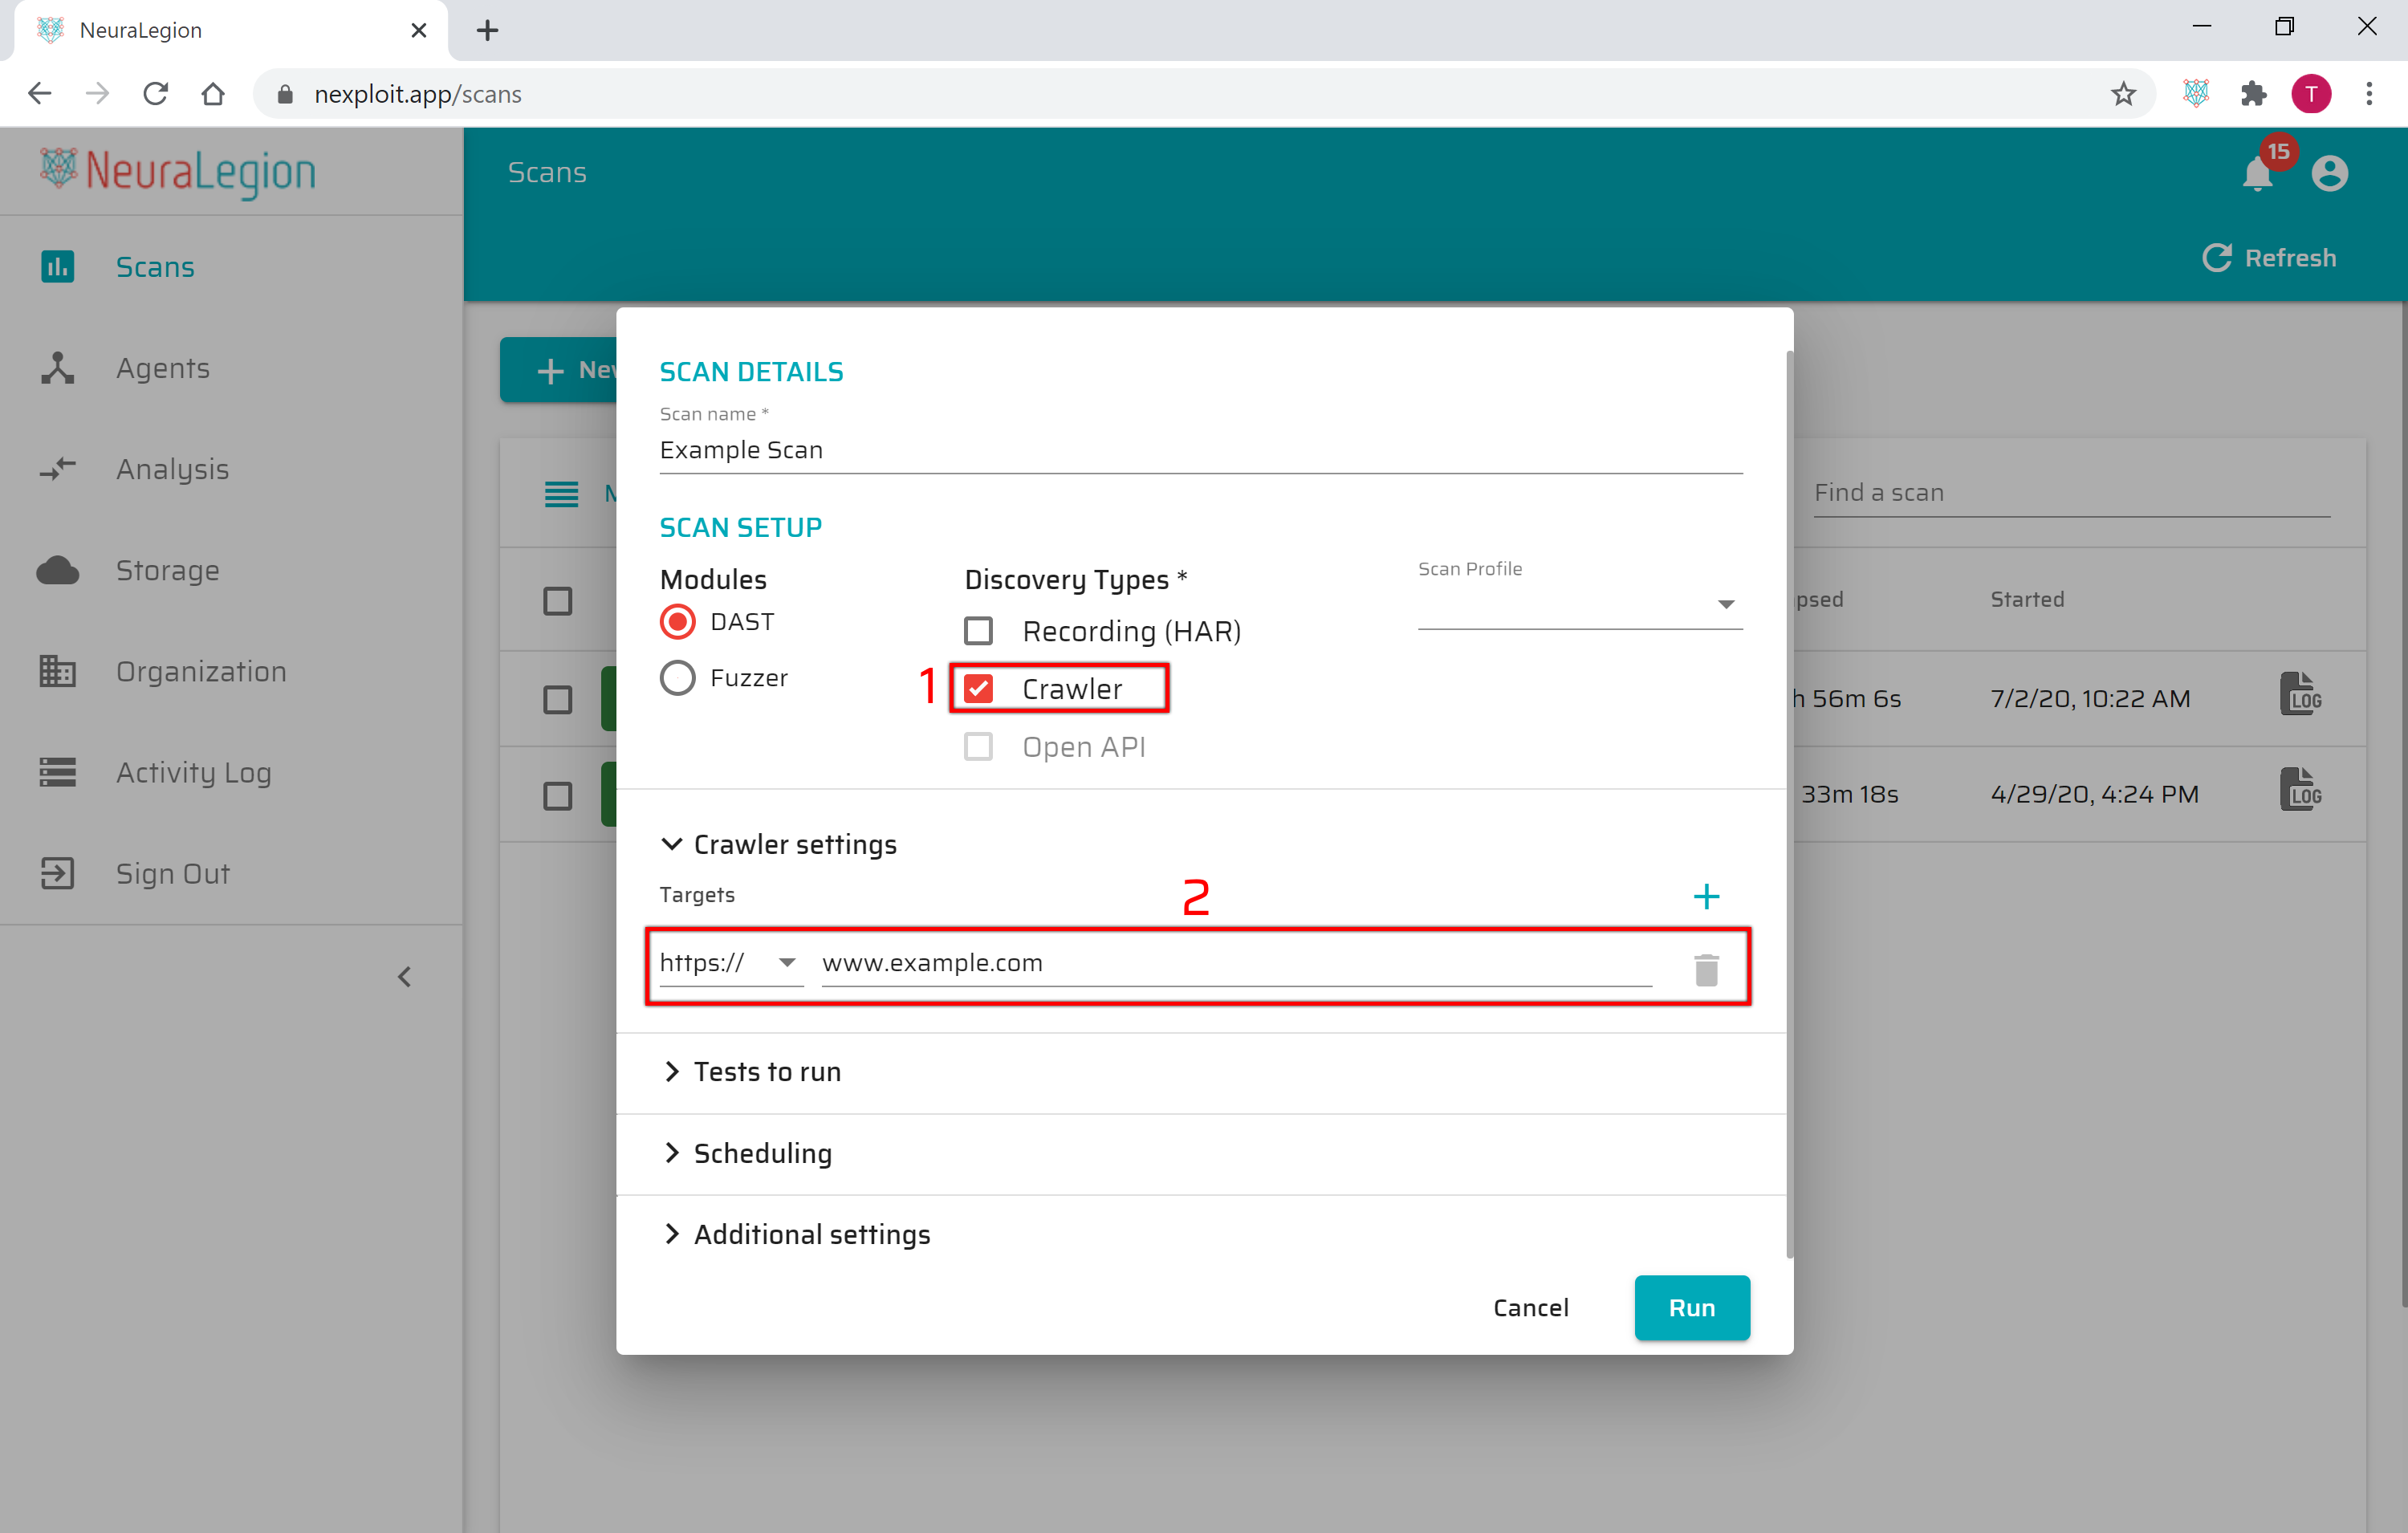 NeuraLegion
nexploit.app/scans
T
NeuraLegion
Scans
15
Refresh
Scans
Agents
Analysis
Storage
Organization
Activity Log
Sign Out
Find a scan
Started
h 56m 6s
7/2/20, 10:22 AM
LOG
33m 18s
4/29/20, 4:24 PM
LOG
SCAN DETAILS
Scan name *
Example Scan
SCAN SETUP
Modules
DAST
Fuzzer
Discovery Types *
Recording (HAR)
1
Crawler
Open API
Scan Profile
Crawler settings
Targets
2
https://
www.example.com
Tests to run
Scheduling
Additional settings
Cancel
Run